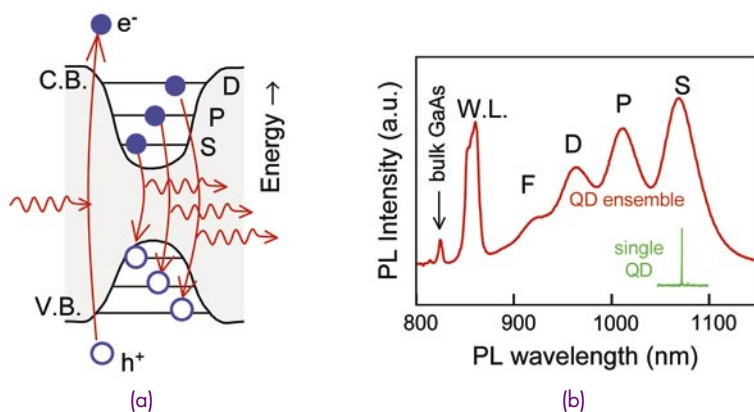 e-
C.B.
D
P
S
Energy →
V.B.
h+
(a)
PL Intensity (a.u.)
bulk GaAs
W.L.
F
D
P
S
QD ensemble
single
QD
800
900
1000
1100
PL wavelength (nm)
(b)